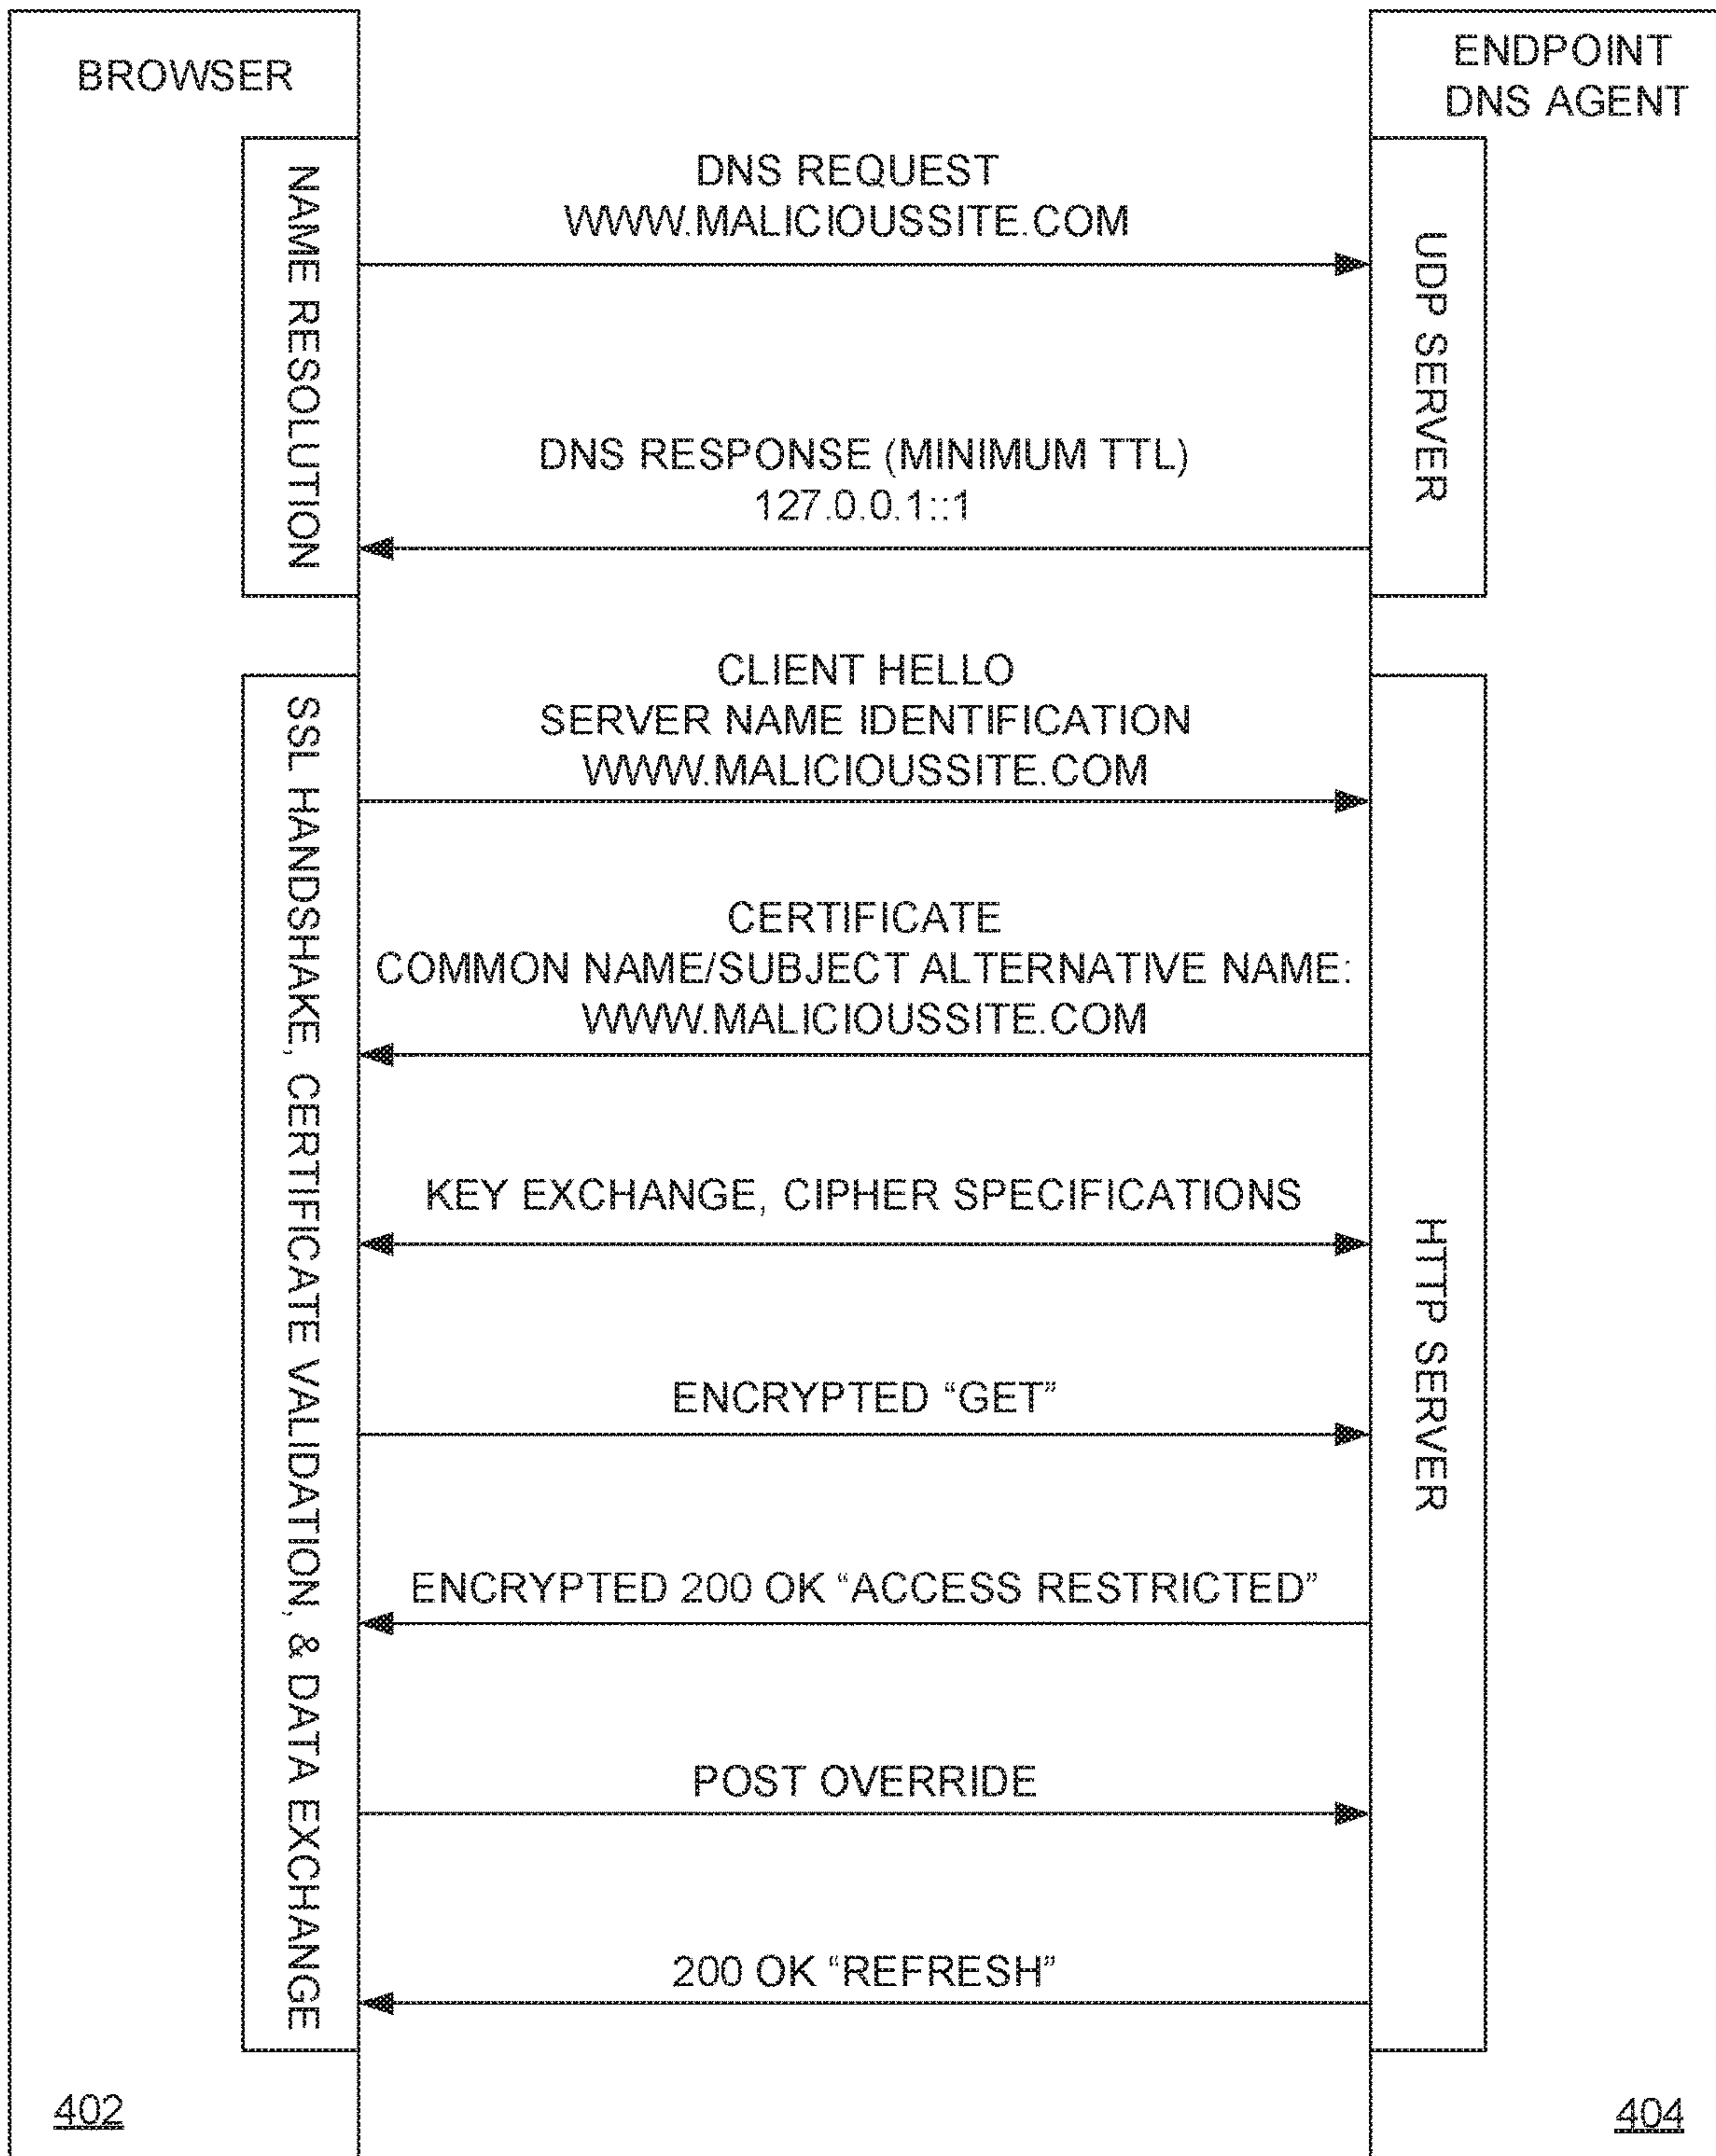 BROWSER
ENDPOINT
DNS AGENT
NAME RESOLUTION
UDP SERVER
DNS REQUEST
WWW.MALICIOUSSITE.COM
DNS RESPONSE (MINIMUM TTL)
127.0.0.1::1
SSL HANDSHAKE, CERTIFICATE VALIDATION, & DATA EXCHANGE
HTTP SERVER
CLIENT HELLO
SERVER NAME IDENTIFICATION
WWW.MALICIOUSSITE.COM
CERTIFICATE
COMMON NAME/SUBJECT ALTERNATIVE NAME:
WWW.MALICIOUSSITE.COM
KEY EXCHANGE, CIPHER SPECIFICATIONS
ENCRYPTED “GET”
ENCRYPTED 200 OK “ACCESS RESTRICTED”
POST OVERRIDE
200 OK “REFRESH”
402
404